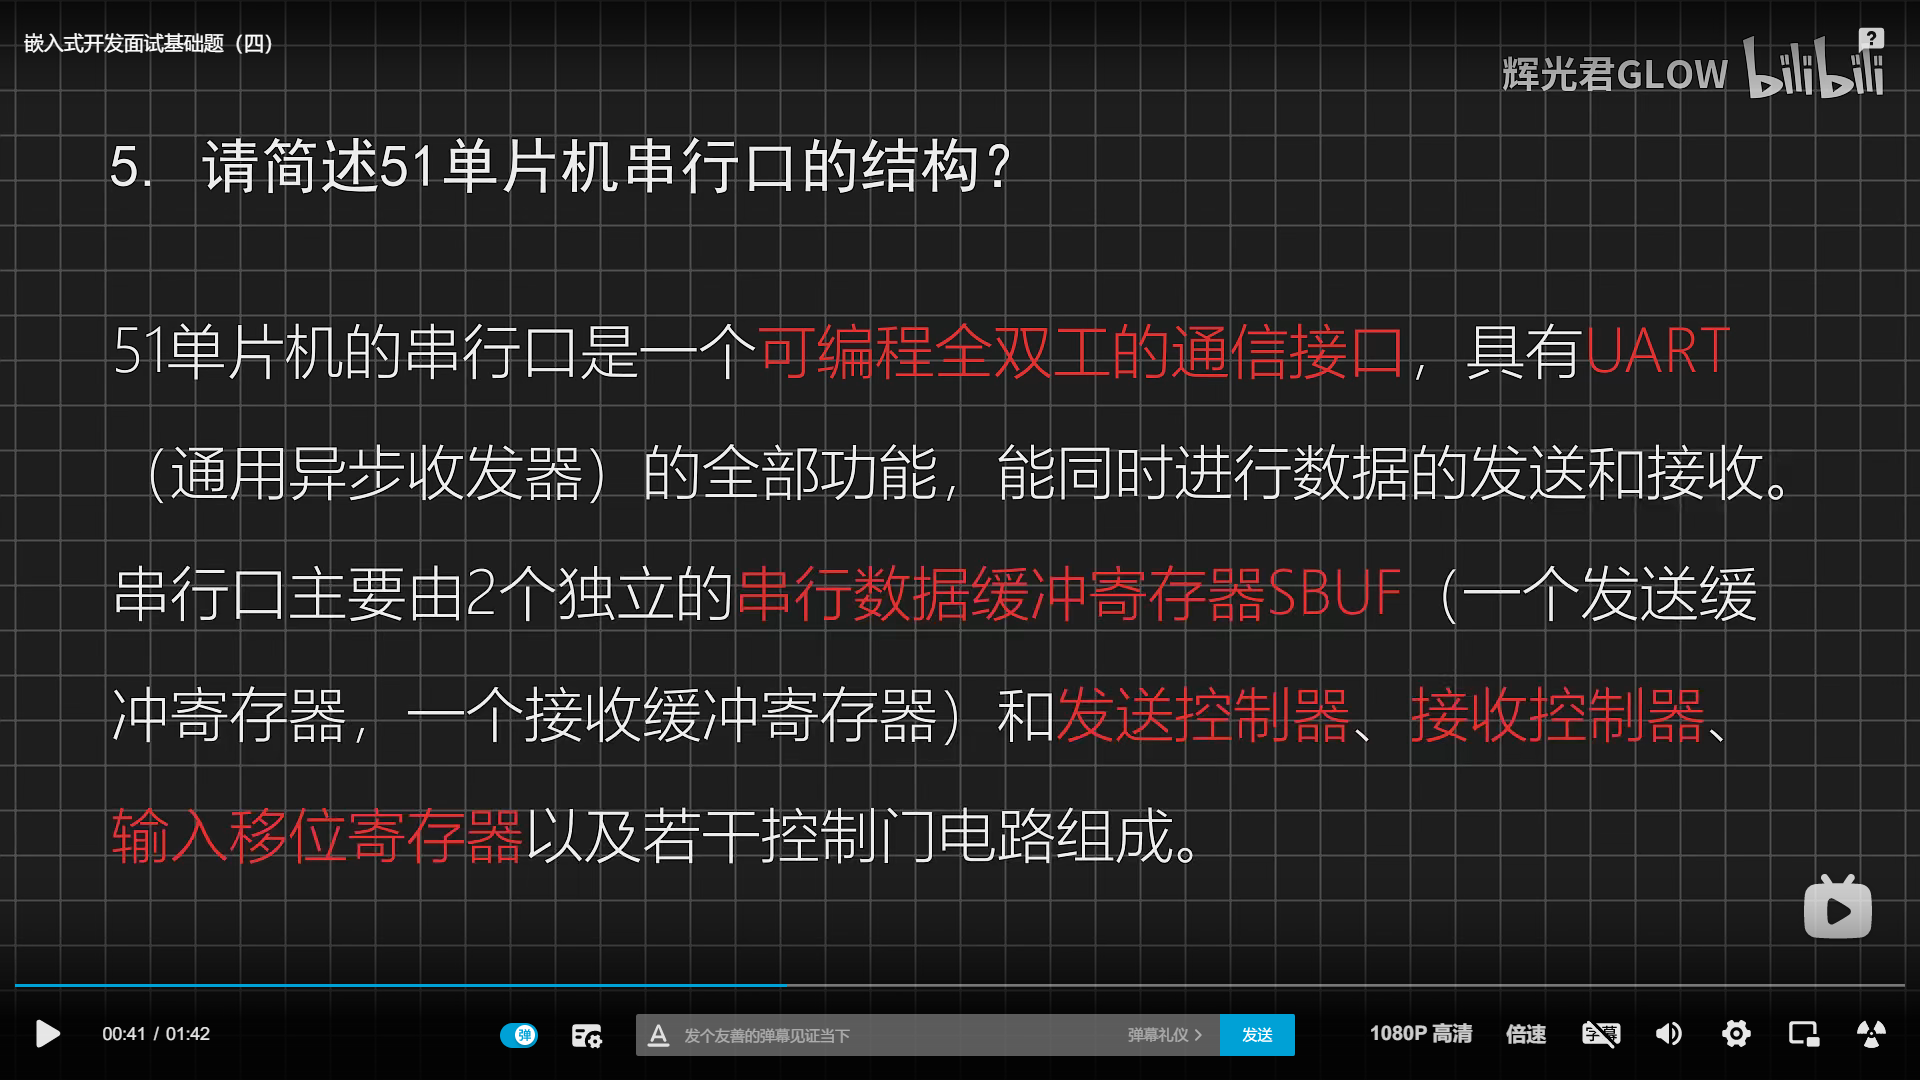 嵌入式开发面试基础题（四）
辉光君GLOW bilibili
?
5. 请简述51单片机串行口的结构？
51单片机的串行口是一个可编程全双工的通信接口，具有UART
（通用异步收发器）的全部功能，能同时进行数据的发送和接收。
串行口主要由2个独立的串行数据缓冲寄存器SBUF（一个发送缓
冲寄存器，一个接收缓冲寄存器）和发送控制器、接收控制器、
输入移位寄存器以及若干控制门电路组成。
00:41 / 01:42
弹
A 发个友善的弹幕见证当下
弹幕礼仪 >
发送
1080P 高清
倍速
字幕